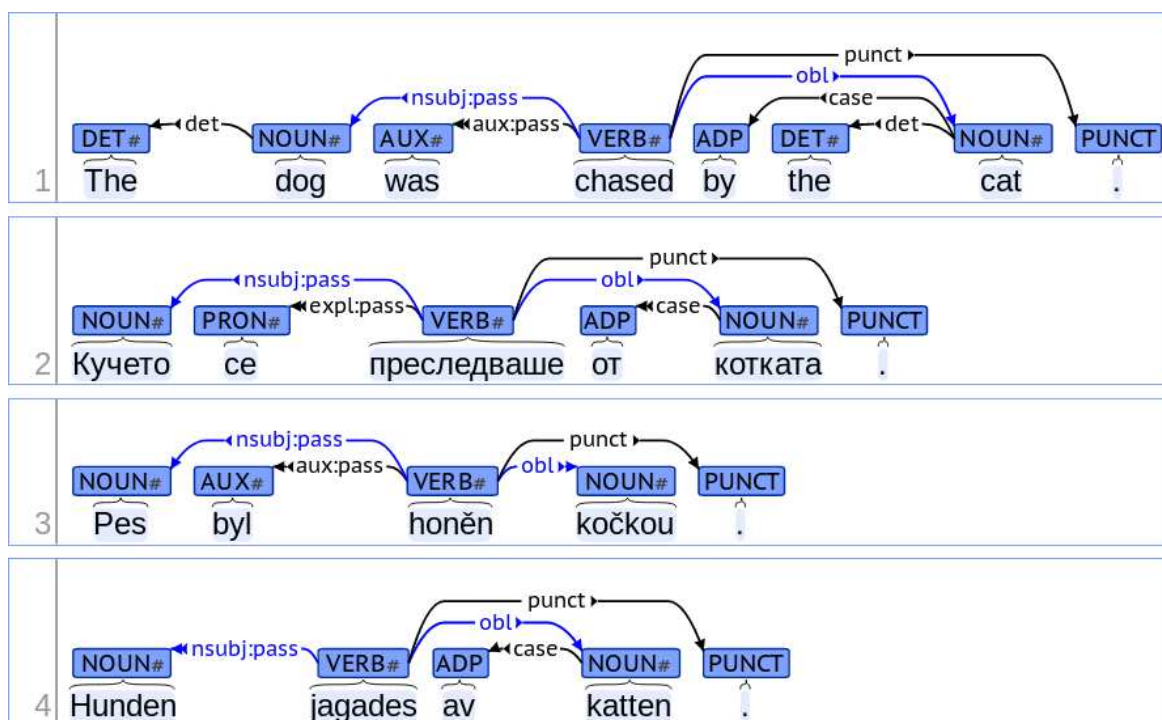 punct
obl
nsubj:pass case
det aux:pass det
DET# NOUN# AUX# VERB# ADP DET# NOUN# PUNCT
1 The dog was chased by the cat .
punct
nsubj:pass obl
expl:pass case
NOUN# PRON# VERB# ADP NOUN# PUNCT
2 Кучето се преследваше от котката .
nsubj:pass punct
aux:pass obl
NOUN# AUX# VERB# NOUN# PUNCT
3 Pes byl honěn kočkou .
punct
obl
nsubj:pass case
NOUN# VERB# ADP NOUN# PUNCT
4 Hunden jagades av katten .